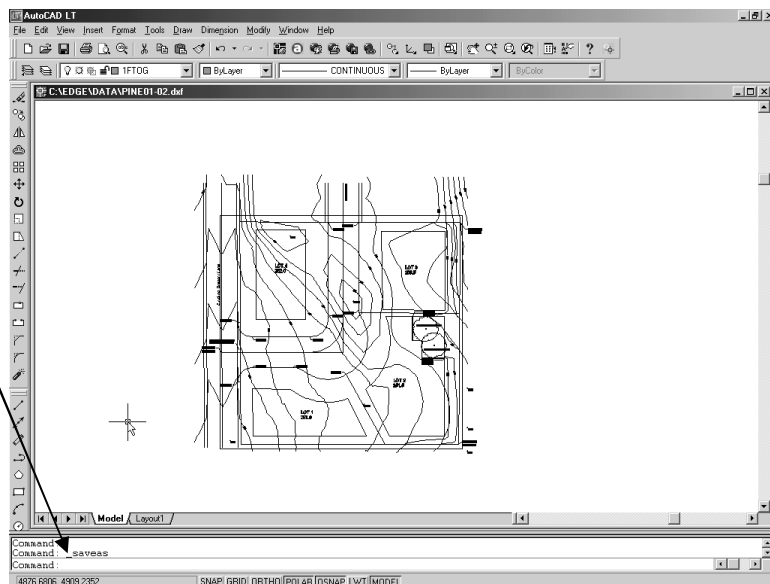 AutoCAD LT
File Edit View Insert Format Tools Draw Dimension Modify Window Help
1FTOG ByLayer CONTINUOUS ByLayer ByColor
C:\EDGE\DATA\PINE01-02.dxf
LOT 4
LOT 3
LOT 2
LOT 1
Model Layout1
Command:
Command: _saveas
Command:
4876.6806, 4909.2352 SNAP GRID ORTHO POLAR OSNAP LWT MODEL